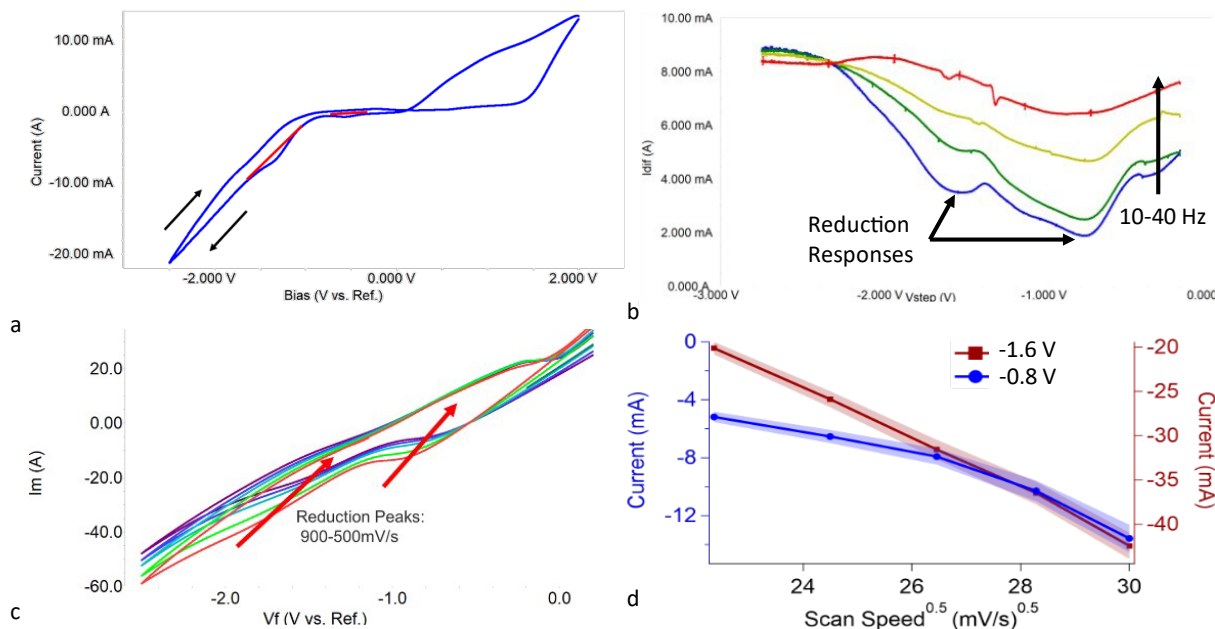 10.00 mA
0.000 A
-10.00 mA
-20.00 mA
Current (A)
-2.000 V
0.000 V
2.000 V
Bias (V vs. Ref.)
a
10.00 mA
8.000 mA
6.000 mA
4.000 mA
2.000 mA
0.000 A
Idif (A)
Reduction
Responses
10-40 Hz
-3.000 V
-2.000 V
Vstep (V)
-1.000 V
0.000
b
20.0
0.00
-20.0
-40.0
-60.0
Im (A)
Reduction Peaks:
900-500mV/s
-2.0
-1.0
0.0
Vf (V vs. Ref.)
c
0
-4
-8
-12
Current (mA)
-1.6 V
-0.8 V
-20
-25
-30
-35
-40
Current (mA)
24
26
28
30
Scan Speed^0.5 (mV/s)^0.5
d